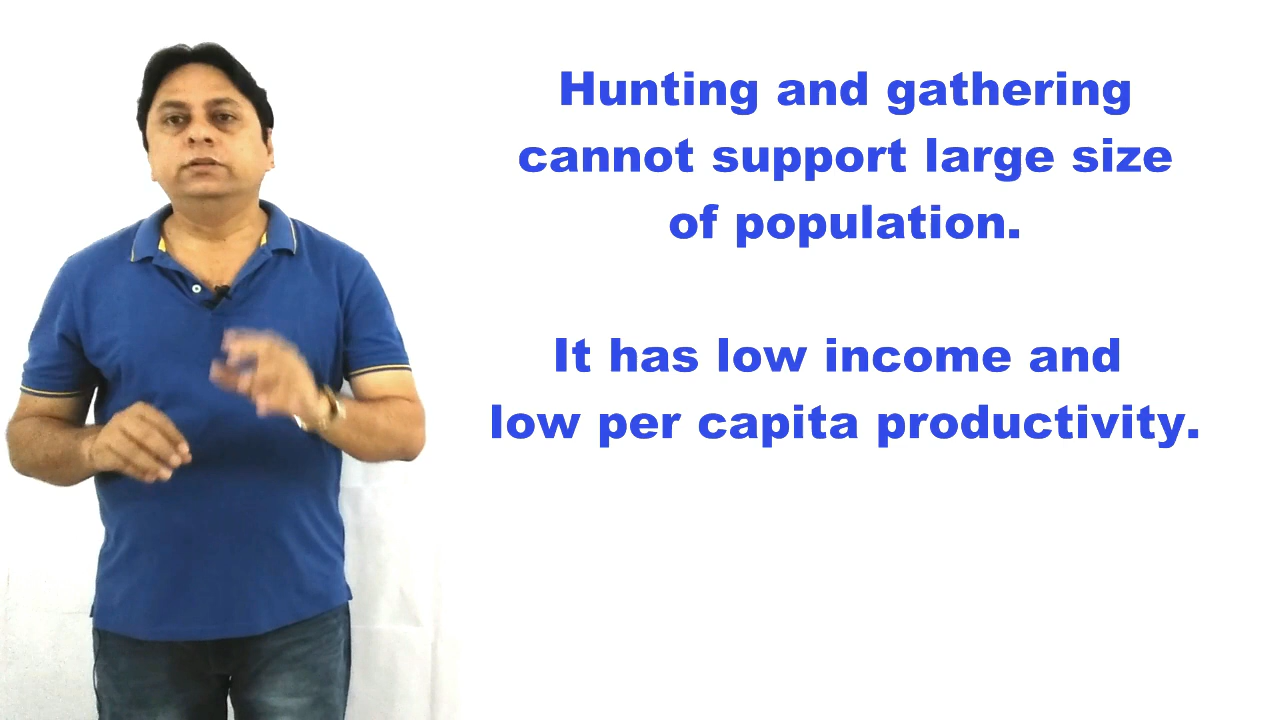 Hunting and gathering
cannot support large size
of population.
It has low income and
low per capita productivity.